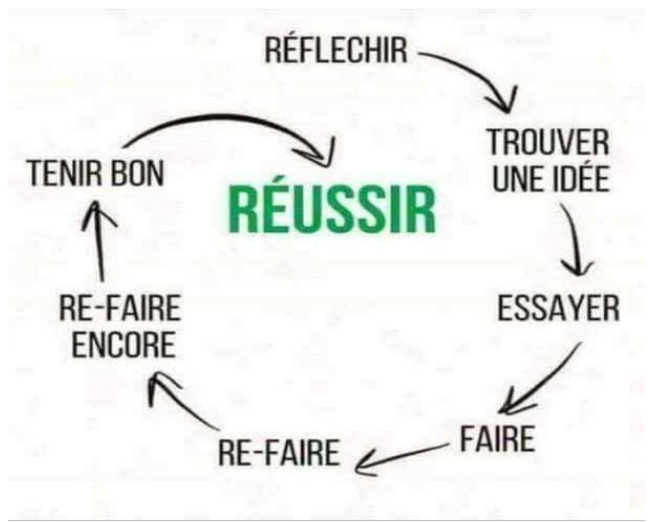 RÉFLECHIR
TROUVER
UNE IDÉE
ESSAYER
FAIRE
RE-FAIRE
RE-FAIRE
ENCORE
TENIR BON
RÉUSSIR